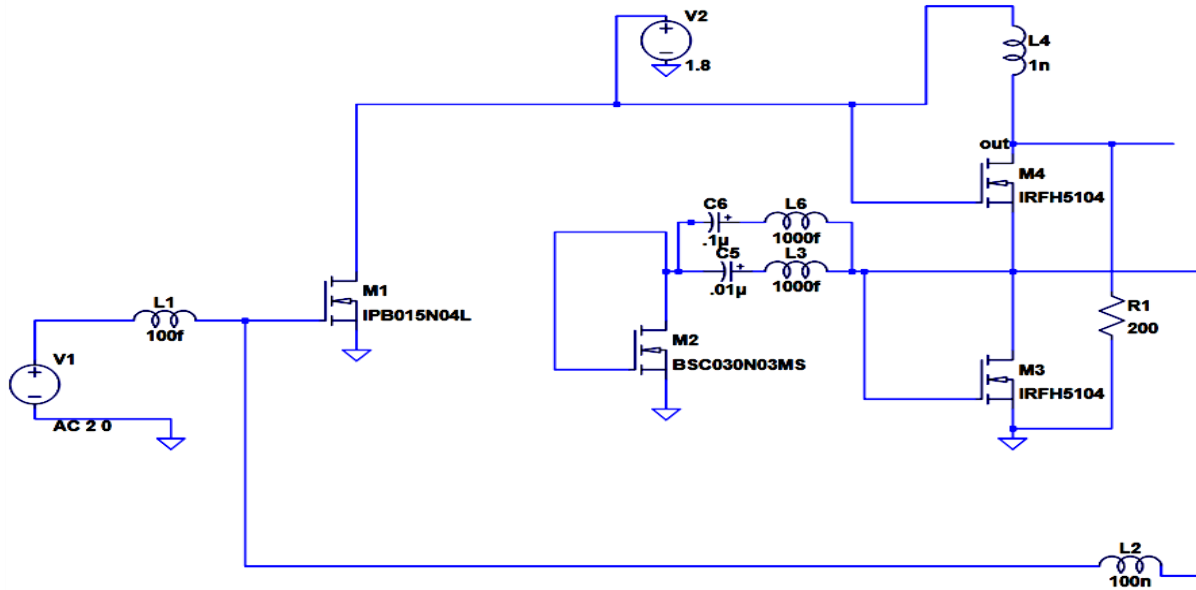 V2
1.8
L4
1n
out
M4
IRFH5104
C6
.1µ
L6
1000f
C5
.01µ
L3
1000f
M1
IPB015N04L
L1
100f
V1
AC 2 0
M2
BSC030N03MS
R1
200
M3
IRFH5104
L2
100n